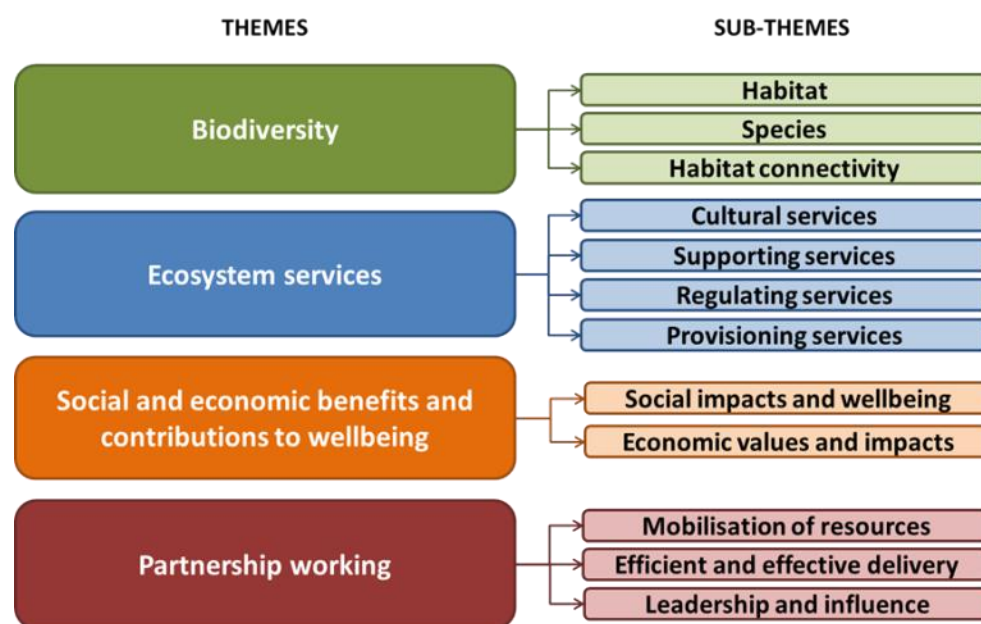 THEMES
SUB-THEMES
Biodiversity
Habitat
Species
Habitat connectivity
Ecosystem services
Cultural services
Supporting services
Regulating services
Provisioning services
Social and economic benefits and
contributions to wellbeing
Social impacts and wellbeing
Economic values and impacts
Partnership working
Mobilisation of resources
Efficient and effective delivery
Leadership and influence